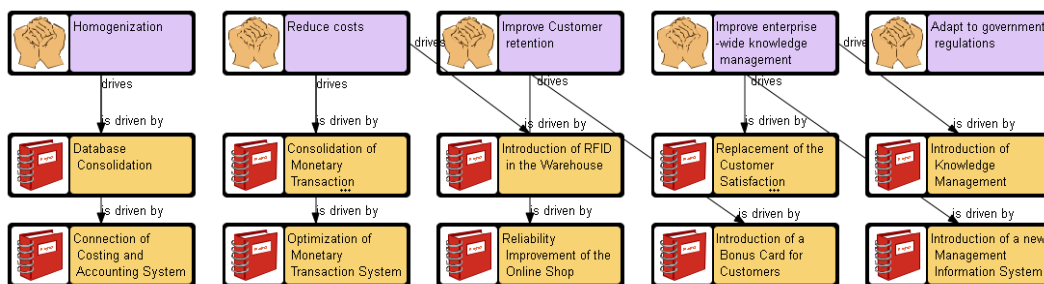 Homogenization
Reduce costs
drives
Improve Customer
retention
Improve enterprise
-wide knowledge
management
drives
Adapt to government
regulations
drives
drives
drives
drives
is driven by
is driven by
is driven by
is driven by
is driven by
Database
Consolidation
Consolidation of
Monetary
Transaction...
Introduction of RFID
in the Warehouse
Replacement of the
Customer
Satisfaction...
Introduction of
Knowledge
Management
is driven by
is driven by
is driven by
is driven by
is driven by
Connection of
Costing and
Accounting System
Optimization of
Monetary
Transaction System
Reliability
Improvement of the
Online Shop
Introduction of a
Bonus Card for
Customers
Introduction of a new
Management
Information System